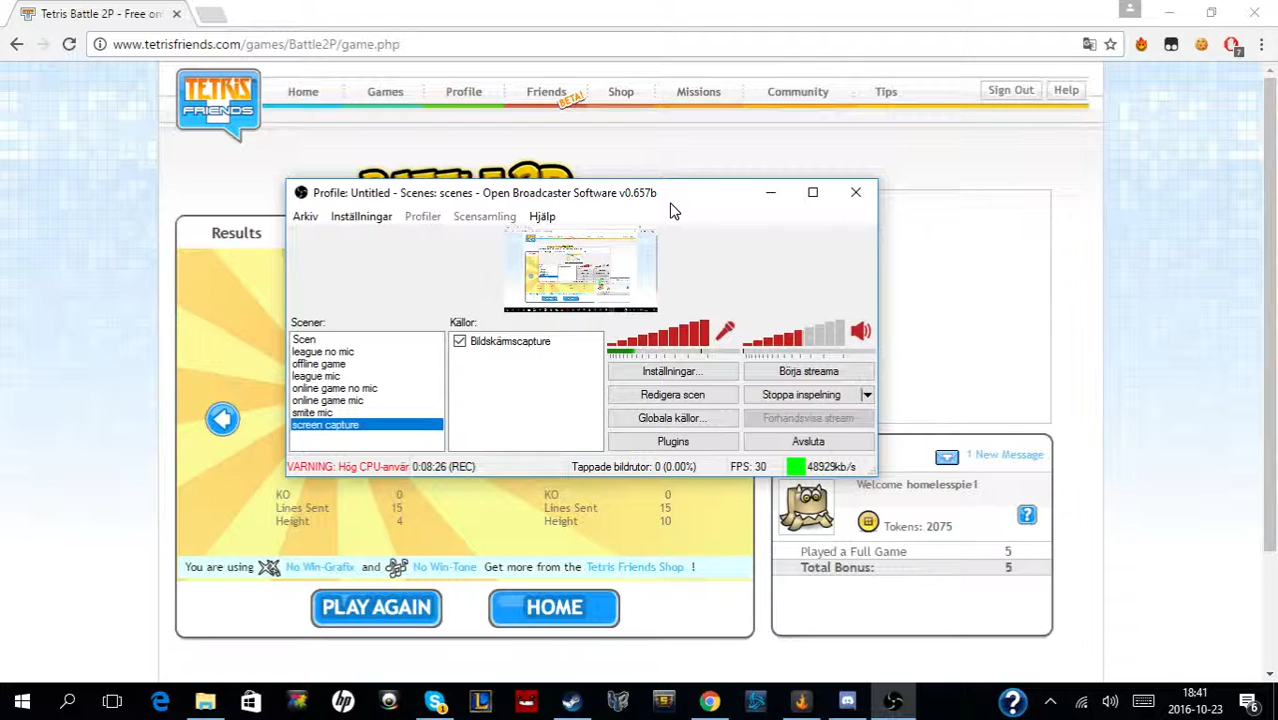 Tetris Battle 2P - Free on
www.tetrisfriends.com/games/Battle2P/game.php
7
TETRIS
FRIENDS
Home Games Profile Friends Shop Missions Community Tips Sign Out Help
BETA!
BATTLE 2P
Profile: Untitled - Scenes: scenes - Open Broadcaster Software v0.657b
Arkiv Inställningar Profiler Scensamling Hjälp
Results
Scener: Källor:
Scen
league no mic
offline game
league mic
online game no mic
online game mic
smite mic
screen capture
Bildskämscapture
Inställningar... Börja streama
Redigera scen Stoppa inspelning
Globala källor... Förhandsvisa stream
Plugins Avsluta
VARNING: Hög CPU-anvär 0:08:26 (REC) Tappade bildrutor: 0 (0.00%) FPS: 30 48929kb/s
KO 0 KO 0
Lines Sent 15 Lines Sent 15
Height 4 Height 10
1 New Message
Welcome homelesspie1
Tokens: 2075
Played a Full Game 5
Total Bonus: 5
You are using No Win-Grafix and No Win-Tone Get more from the Tetris Friends Shop !
PLAY AGAIN HOME
18:41
2016-10-23
6